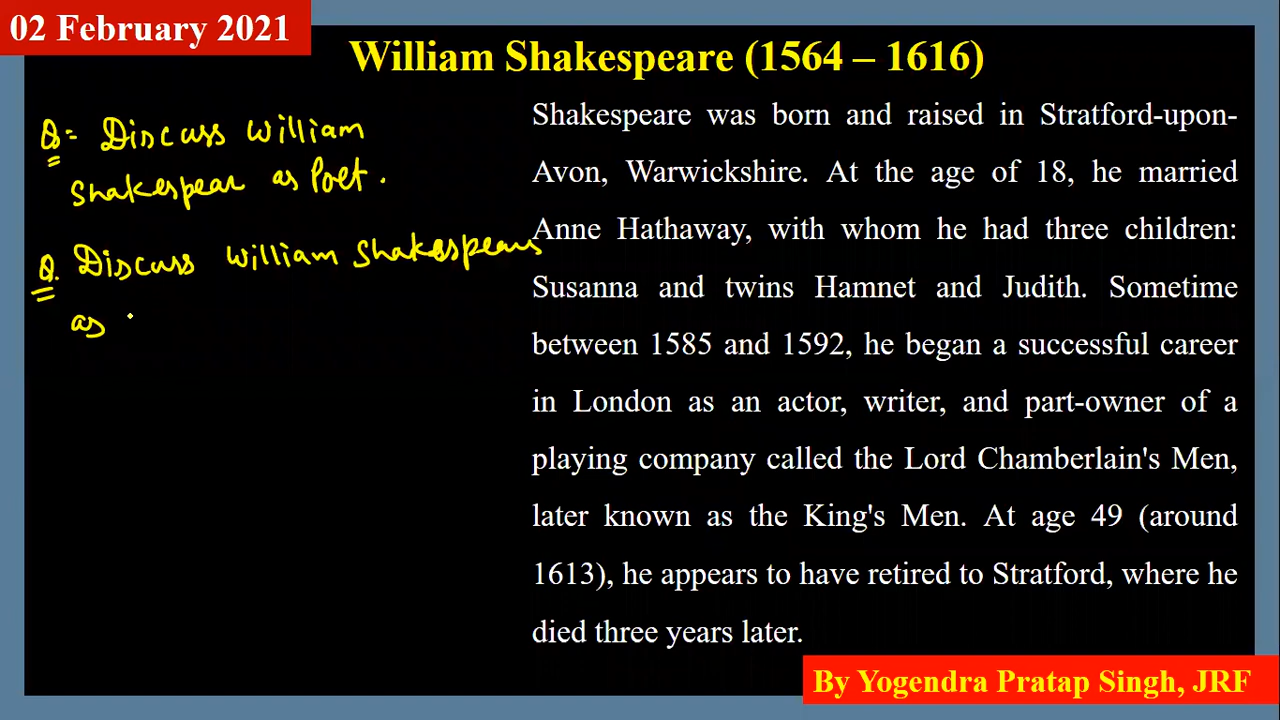 02 February 2021
William Shakespeare (1564 – 1616)
Q= Discuss William
Shakespear as Poet.
Q. Discuss William Shakespeare
as
Shakespeare was born and raised in Stratford-upon-
Avon, Warwickshire. At the age of 18, he married
Anne Hathaway, with whom he had three children:
Susanna and twins Hamnet and Judith. Sometime
between 1585 and 1592, he began a successful career
in London as an actor, writer, and part-owner of a
playing company called the Lord Chamberlain's Men,
later known as the King's Men. At age 49 (around
1613), he appears to have retired to Stratford, where he
died three years later.
By Yogendra Pratap Singh, JRF